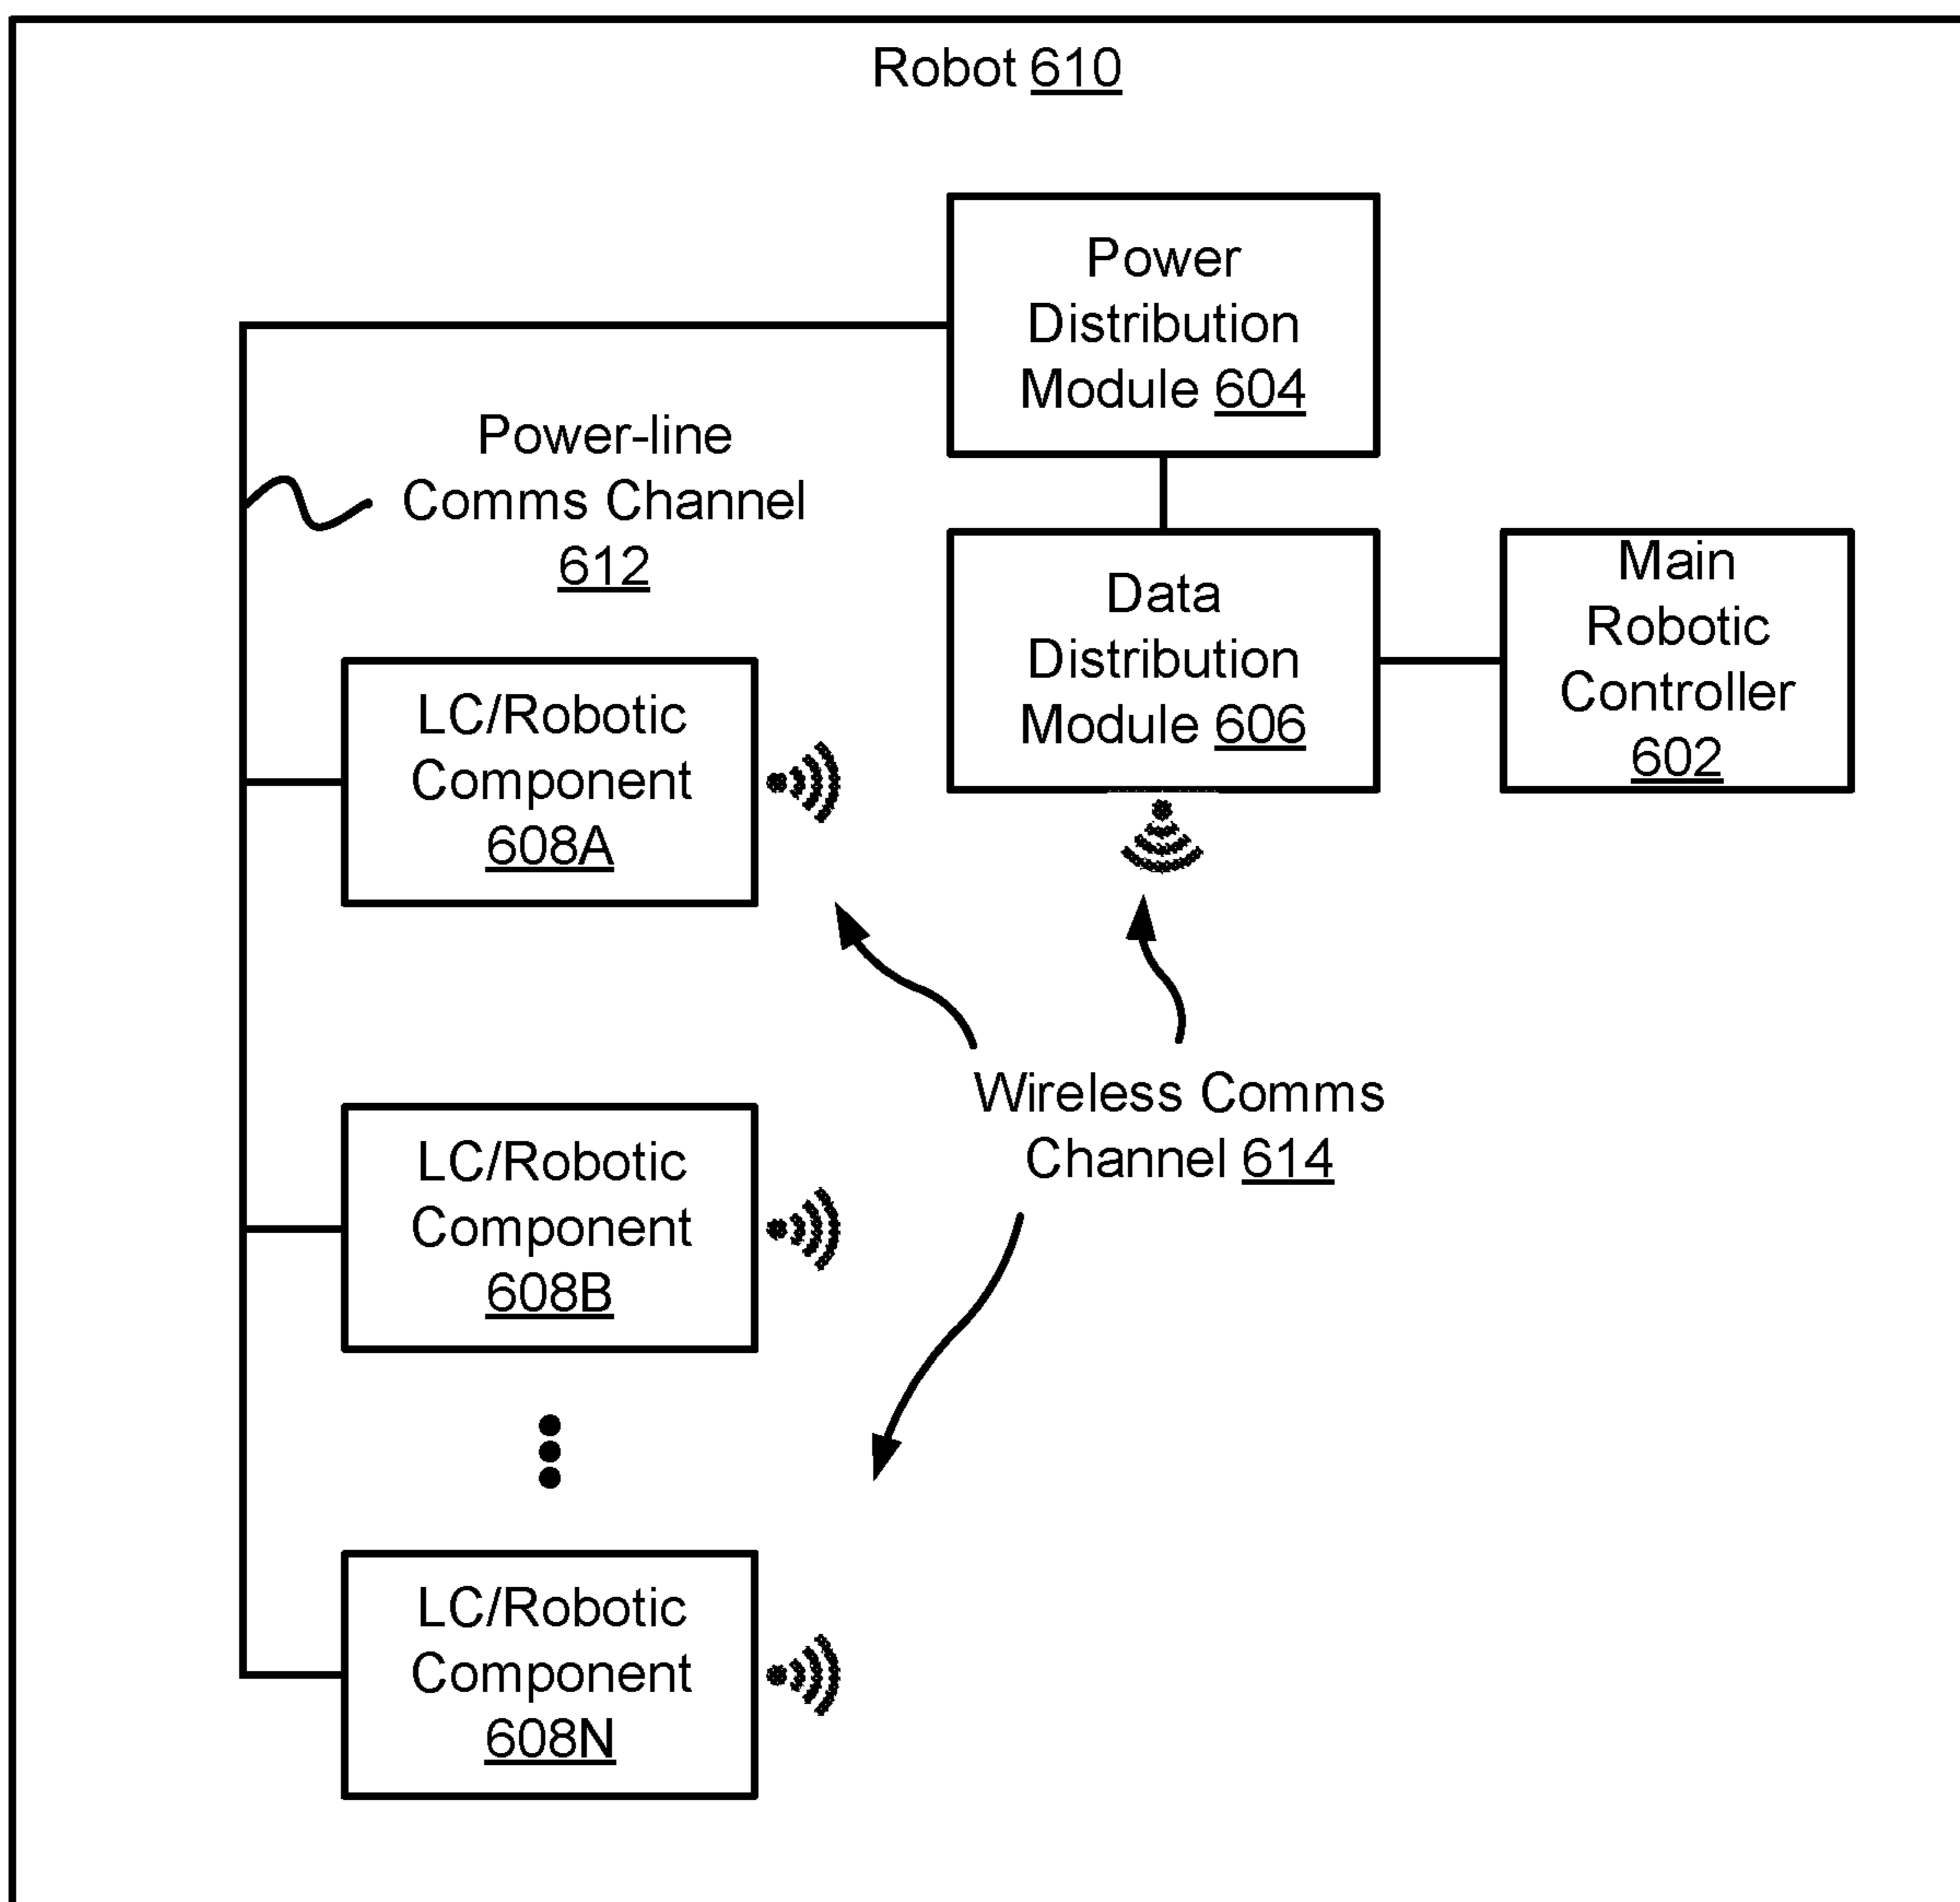 Robot 610
Power
Distribution
Module 604
Power-line
Comms Channel
612
Data
Distribution
Module 606
Main
Robotic
Controller
602
LC/Robotic
Component
608A
Wireless Comms
Channel 614
LC/Robotic
Component
608B
LC/Robotic
Component
608N